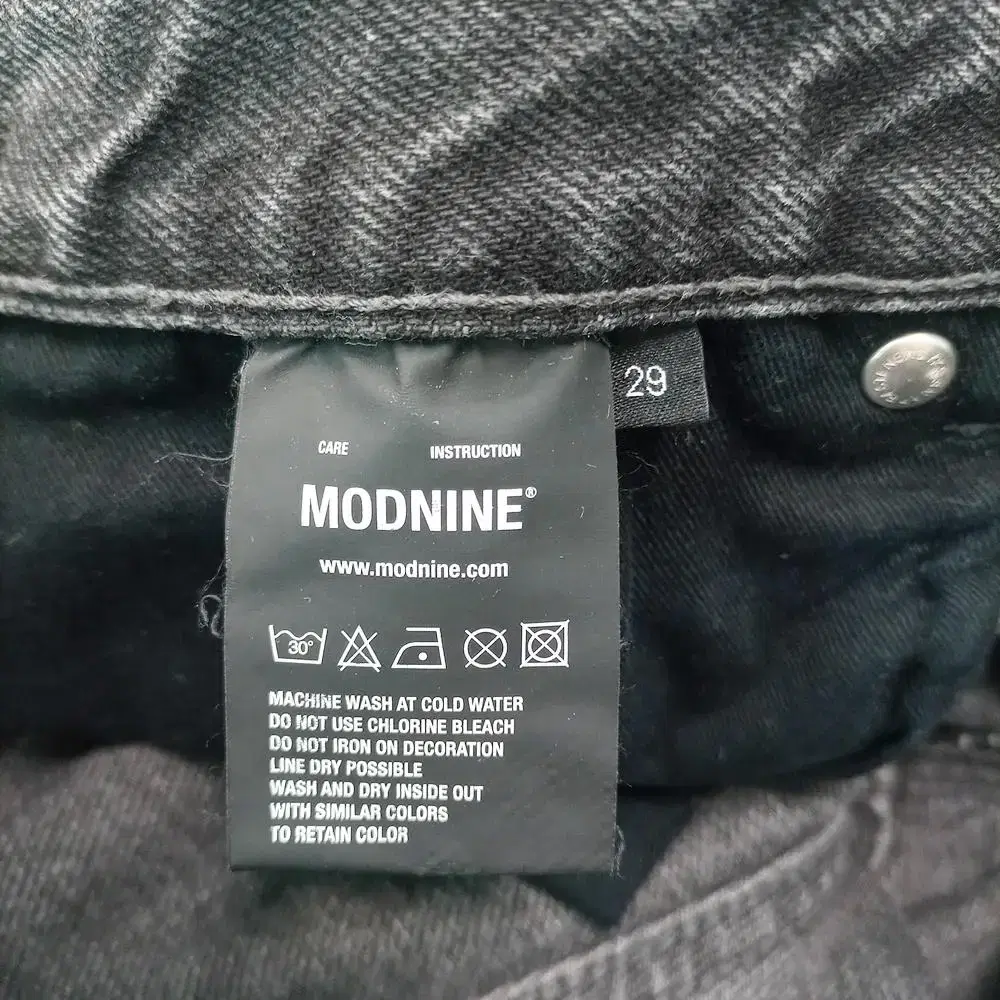 29
CARE INSTRUCTION
MODNINE®
www.modnine.com
30°
MACHINE WASH AT COLD WATER
DO NOT USE CHLORINE BLEACH
DO NOT IRON ON DECORATION
LINE DRY POSSIBLE
WASH AND DRY INSIDE OUT
WITH SIMILAR COLORS
TO RETAIN COLOR